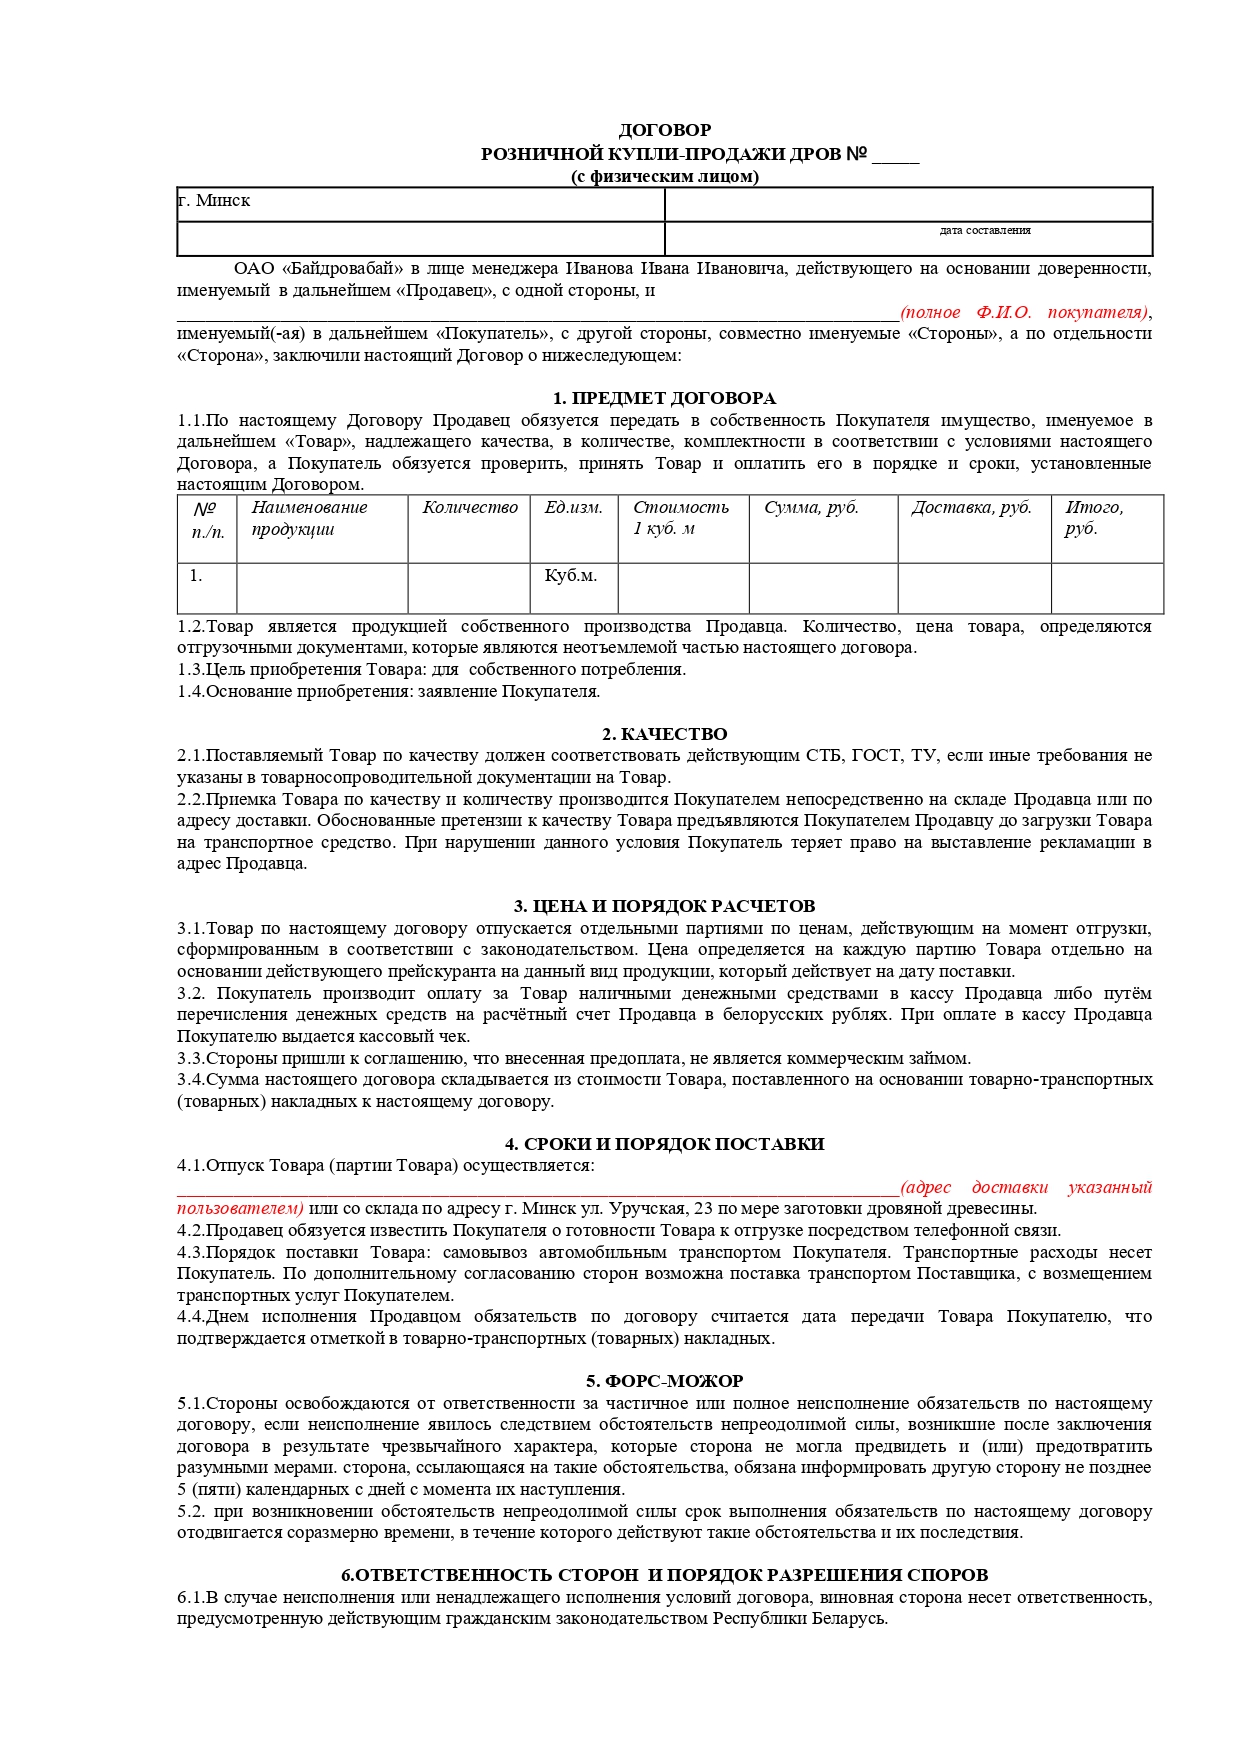 ДОГОВОР
РОЗНИЧНОЙ КУПЛИ-ПРОДАЖИ ДРОВ № _____
(с физическим лицом)
г. Минск
дата составления
ОАО «Байдровабай» в лице менеджера Иванова Ивана Ивановича, действующего на основании доверенности,
именуемый в дальнейшем «Продавец», с одной стороны, и
____________________________________________________________________________(полное Ф.И.О. покупателя),
именуемый(-ая) в дальнейшем «Покупатель», с другой стороны, совместно именуемые «Стороны», а по отдельности
«Сторона», заключили настоящий Договор о нижеследующем:
1. ПРЕДМЕТ ДОГОВОРА
1.1.По настоящему Договору Продавец обязуется передать в собственность Покупателя имущество, именуемое в
дальнейшем «Товар», надлежащего качества, в количестве, комплектности в соответствии с условиями настоящего
Договора, а Покупатель обязуется проверить, принять Товар и оплатить его в порядке и сроки, установленные
настоящим Договором.
№ Наименование Количество Ед.изм. Стоимость Сумма, руб. Доставка, руб. Итого,
п./п. продукции 1 куб. м руб.
1. Куб.м.
1.2.Товар является продукцией собственного производства Продавца. Количество, цена товара, определяются
отгрузочными документами, которые являются неотъемлемой частью настоящего договора.
1.3.Цель приобретения Товара: для собственного потребления.
1.4.Основание приобретения: заявление Покупателя.
2. КАЧЕСТВО
2.1.Поставляемый Товар по качеству должен соответствовать действующим СТБ, ГОСТ, ТУ, если иные требования не
указаны в товарносопроводительной документации на Товар.
2.2.Приемка Товара по качеству и количеству производится Покупателем непосредственно на складе Продавца или по
адресу доставки. Обоснованные претензии к качеству Товара предъявляются Покупателем Продавцу до загрузки Товара
на транспортное средство. При нарушении данного условия Покупатель теряет право на выставление рекламации в
адрес Продавца.
3. ЦЕНА И ПОРЯДОК РАСЧЕТОВ
3.1.Товар по настоящему договору отпускается отдельными партиями по ценам, действующим на момент отгрузки,
сформированным в соответствии с законодательством. Цена определяется на каждую партию Товара отдельно на
основании действующего прейскуранта на данный вид продукции, который действует на дату поставки.
3.2. Покупатель производит оплату за Товар наличными денежными средствами в кассу Продавца либо путём
перечисления денежных средств на расчётный счет Продавца в белорусских рублях. При оплате в кассу Продавца
Покупателю выдается кассовый чек.
3.3.Стороны пришли к соглашению, что внесенная предоплата, не является коммерческим займом.
3.4.Сумма настоящего договора складывается из стоимости Товара, поставленного на основании товарно-транспортных
(товарных) накладных к настоящему договору.
4. СРОКИ И ПОРЯДОК ПОСТАВКИ
4.1.Отпуск Товара (партии Товара) осуществляется:
____________________________________________________________________________(адрес доставки указанный
пользователем) или со склада по адресу г. Минск ул. Уручская, 23 по мере заготовки дровяной древесины.
4.2.Продавец обязуется известить Покупателя о готовности Товара к отгрузке посредством телефонной связи.
4.3.Порядок поставки Товара: самовывоз автомобильным транспортом Покупателя. Транспортные расходы несет
Покупатель. По дополнительному согласованию сторон возможна поставка транспортом Поставщика, с возмещением
транспортных услуг Покупателем.
4.4.Днем исполнения Продавцом обязательств по договору считается дата передачи Товара Покупателю, что
подтверждается отметкой в товарно-транспортных (товарных) накладных.
5. ФОРС-МОЖОР
5.1.Стороны освобождаются от ответственности за частичное или полное неисполнение обязательств по настоящему
договору, если неисполнение явилось следствием обстоятельств непреодолимой силы, возникшие после заключения
договора в результате чрезвычайного характера, которые сторона не могла предвидеть и (или) предотвратить
разумными мерами. сторона, ссылающаяся на такие обстоятельства, обязана информировать другую сторону не позднее
5 (пяти) календарных с дней с момента их наступления.
5.2. при возникновении обстоятельств непреодолимой силы срок выполнения обязательств по настоящему договору
отодвигается соразмерно времени, в течение которого действуют такие обстоятельства и их последствия.
6.ОТВЕТСТВЕННОСТЬ СТОРОН И ПОРЯДОК РАЗРЕШЕНИЯ СПОРОВ
6.1.В случае неисполнения или ненадлежащего исполнения условий договора, виновная сторона несет ответственность,
предусмотренную действующим гражданским законодательством Республики Беларусь.